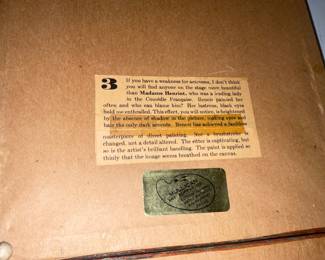 3 If you have a weakness for actresses, I don't think
you will find anyone on the stage more beautiful
than Madame Henriot, who was a leading lady
in the Comédie Française. Renoir painted her
often and who can blame him? Her lustrous, black eyes
hold me enthralled. This effect, you will notice, is heightened
by the absence of shadow in the picture, making eyes and
hair the only dark accents. Renoir has achieved a faultless
masterpiece of direct painting. Not a brushstroke is
changed, not a detail altered. The sitter is captivating, but
so is the artist's brilliant handling. The paint is applied so
thinly that the image seems breathed on the canvas.